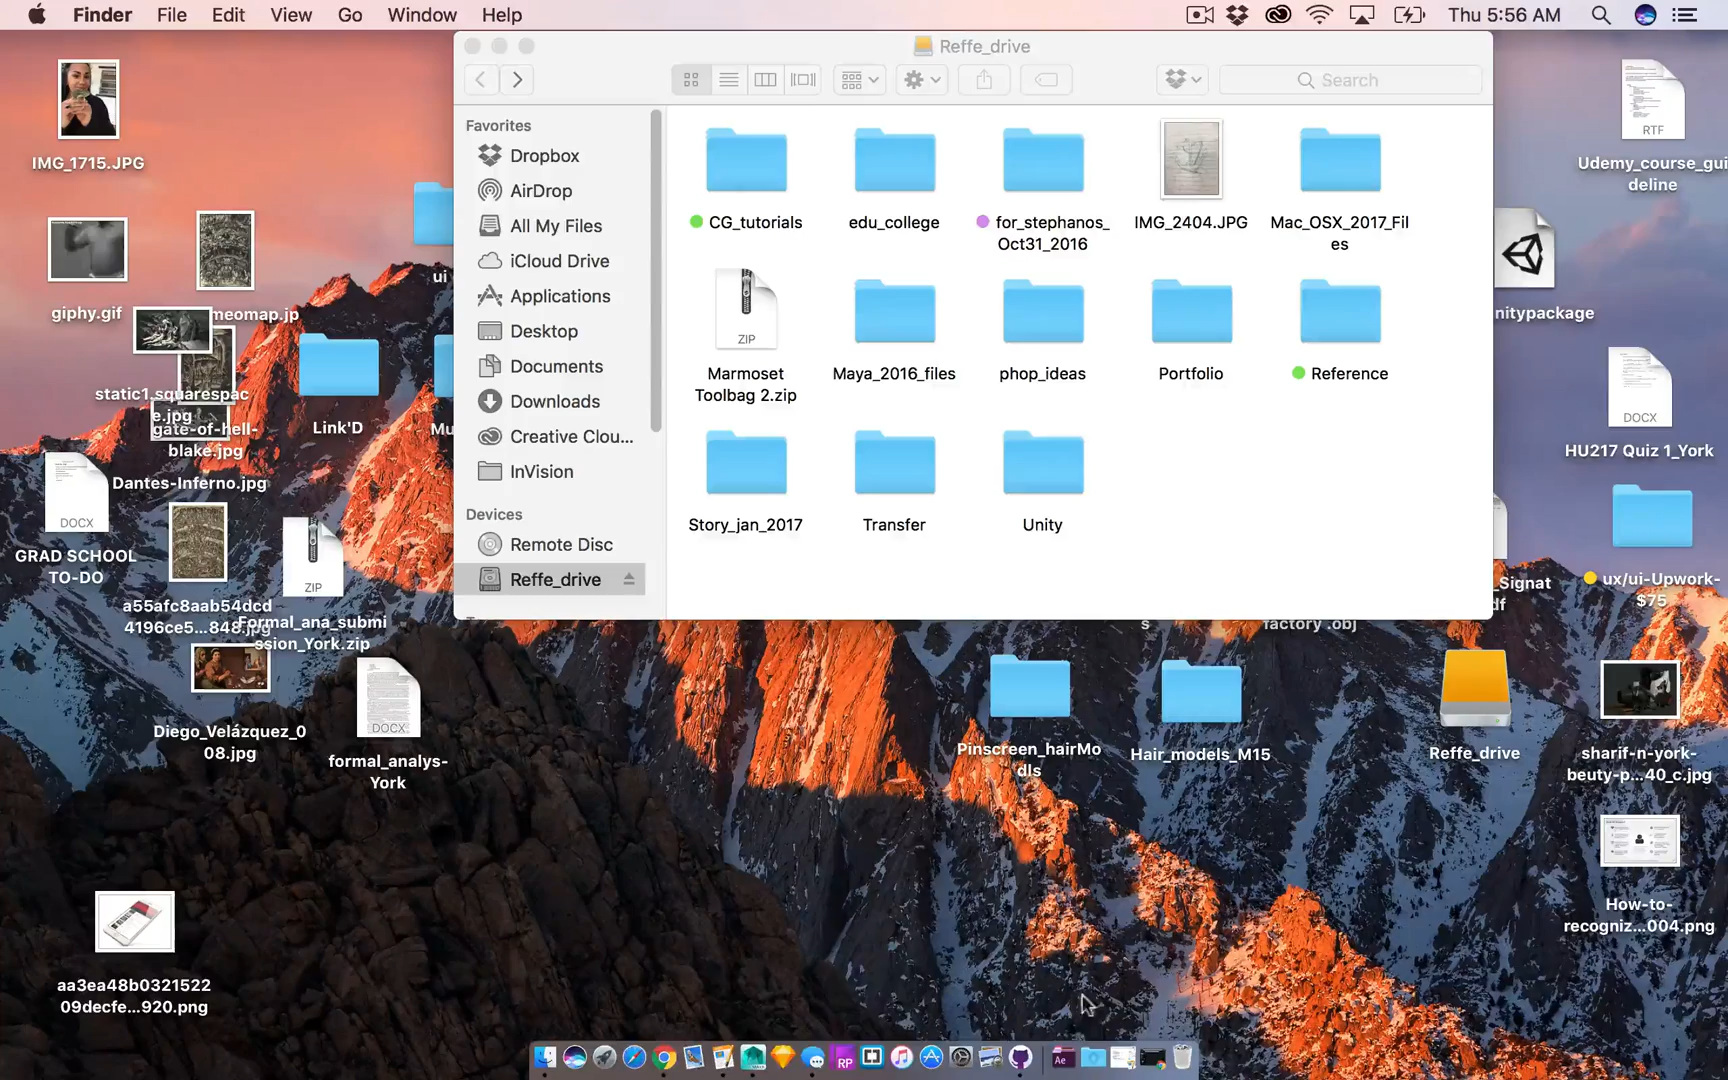 Finder File Edit View Go Window Help
Thu 5:56 AM
Reffe_drive
Search
Favorites
Dropbox
AirDrop
All My Files
iCloud Drive
Applications
Desktop
Documents
Downloads
Creative Clou...
InVision
Devices
Remote Disc
Reffe_drive
CG_tutorials
edu_college
for_stephanos_
Oct31_2016
IMG_2404.JPG
Mac_OSX_2017_Fil
es
ZIP
Marmoset
Toolbag 2.zip
Maya_2016_files
phop_ideas
Portfolio
Reference
Story_jan_2017
Transfer
Unity
IMG_1715.JPG
giphy.gif
meomap.jp
static1.squarespac
e.jpg
gate-of-hell-
blake.jpg
Dantes-Inferno.jpg
Link'D
ui
Mu
DOCX
GRAD SCHOOL
TO-DO
a55afc8aab54dcd
4196ce5...848.jpg
ZIP
Formal_ana_submi
ssion_York.zip
Diego_Velázquez_0
08.jpg
DOCX
formal_analys-
York
aa3ea48b0321522
09decfe...920.png
RTF
Udemy_course_gui
deline
nitypackage
DOCX
HU217 Quiz 1_York
_Signat
df
ux/ui-Upwork-
$75
s
factory .obj
Pinscreen_hairMo
dls
Hair_models_M15
Reffe_drive
sharif-n-york-
beuty-p...40_c.jpg
How-to-
recogniz...004.png
RP
Ae